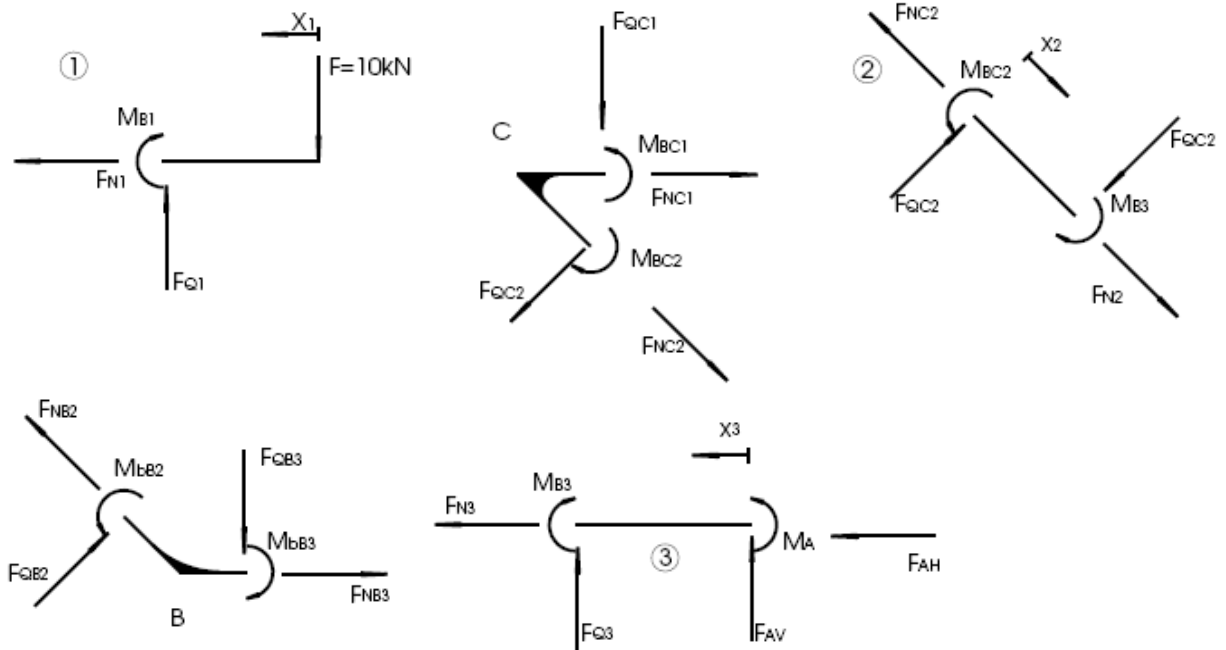 X1
F=10kN
①
MB1
FN1
FQ1
FQC1
C
MBC1
FNC1
MBC2
FQC2
FNC2
FNC2
②
X2
MBC2
FQC2
FQC2
MB3
FN2
FNB2
MbB2
FQB3
FQB2
MbB3
FNB3
B
X3
MB3
FN3
③
MA
FAH
FQ3
FAV